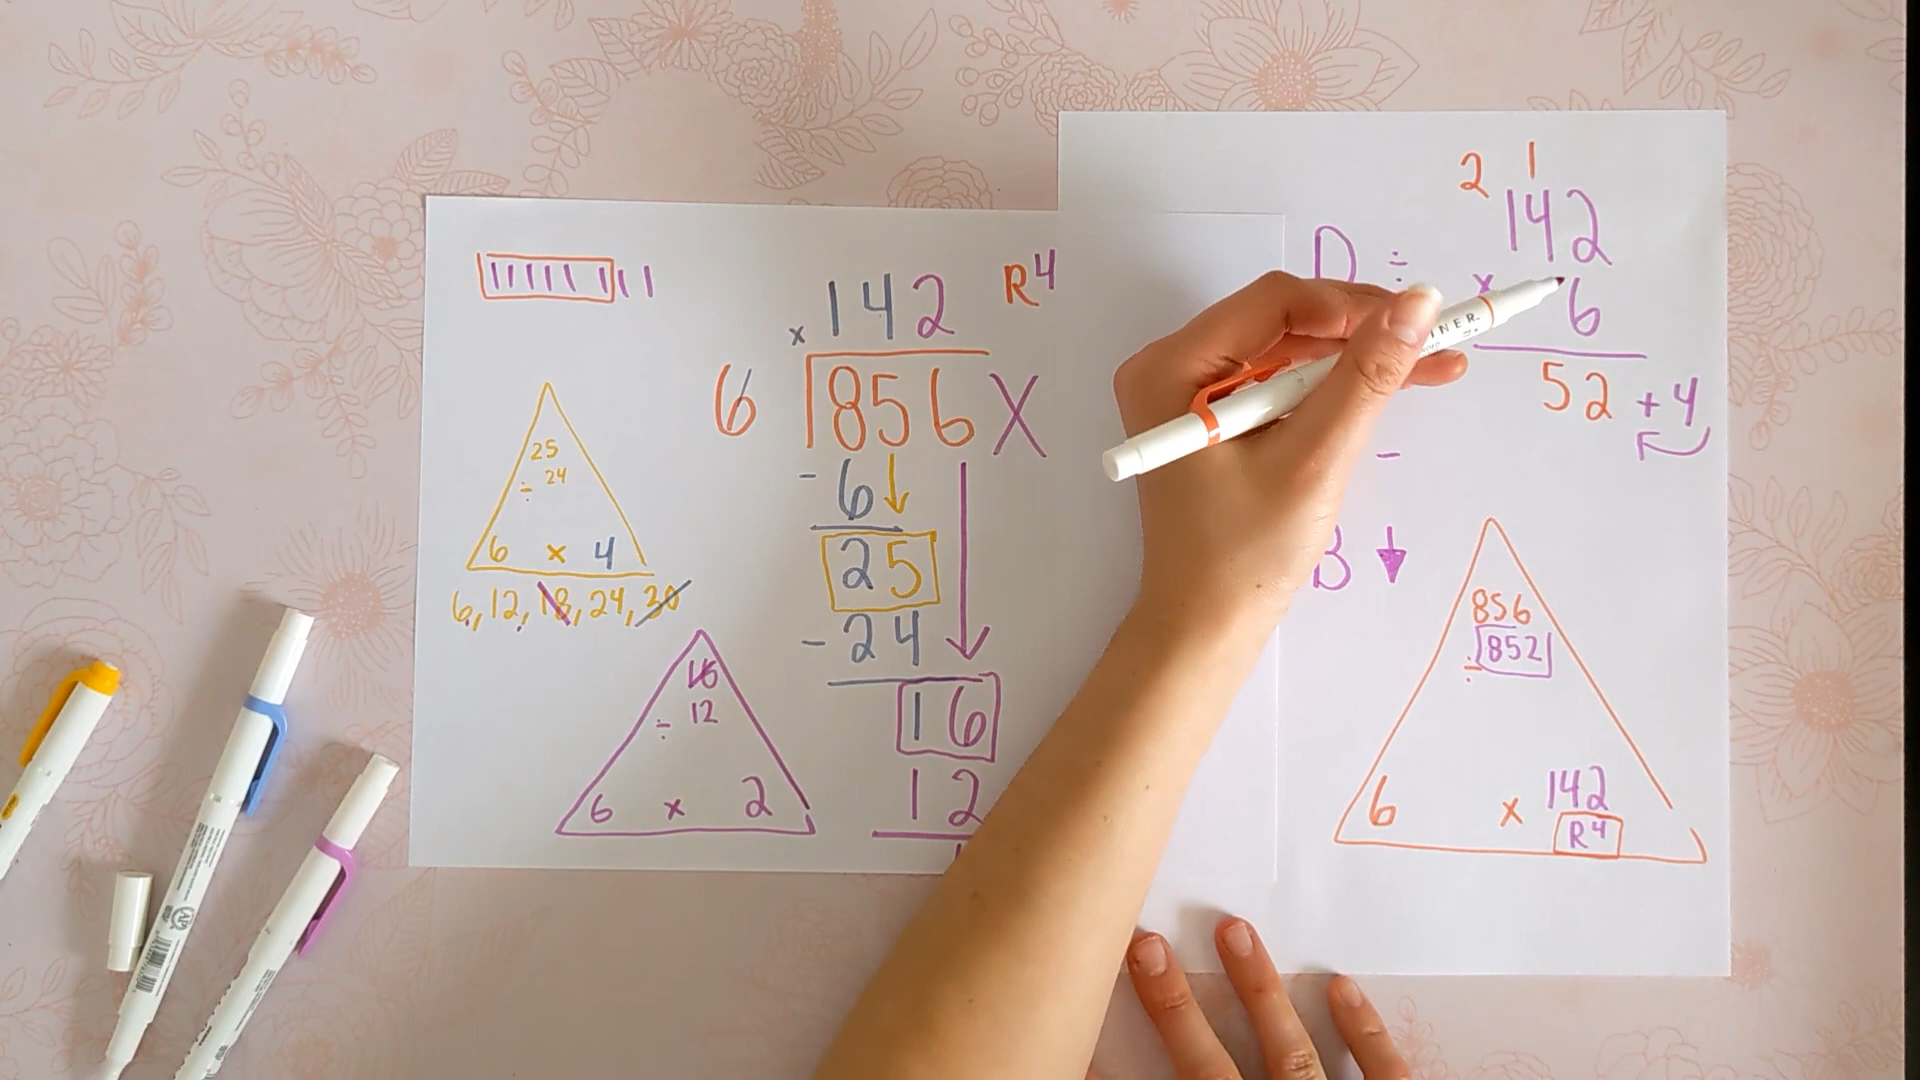 142 R4
x
6 856 X
- 6
25
- 24
16
12
25
÷ 24
6 x 4
6, 12, 18, 24, 30
16
÷ 12
6 x 2
2 1
142
x 6
52 + 4
D ÷
-
B
856
÷ 852
6 x 142
R4
INER.